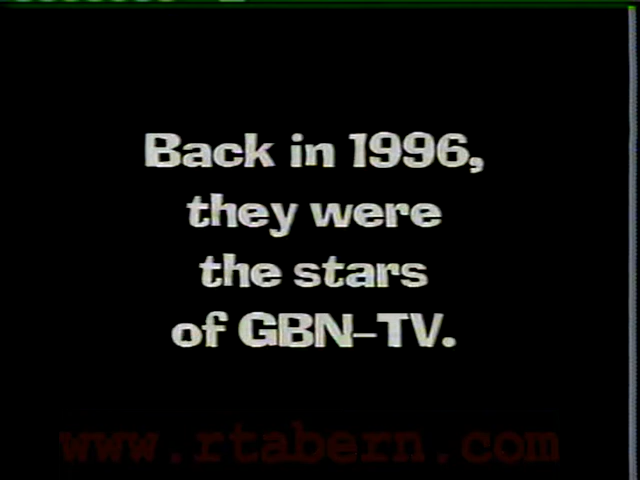 Back in 1996,
they were
the stars
of GBN–TV.
www.rtabern.com